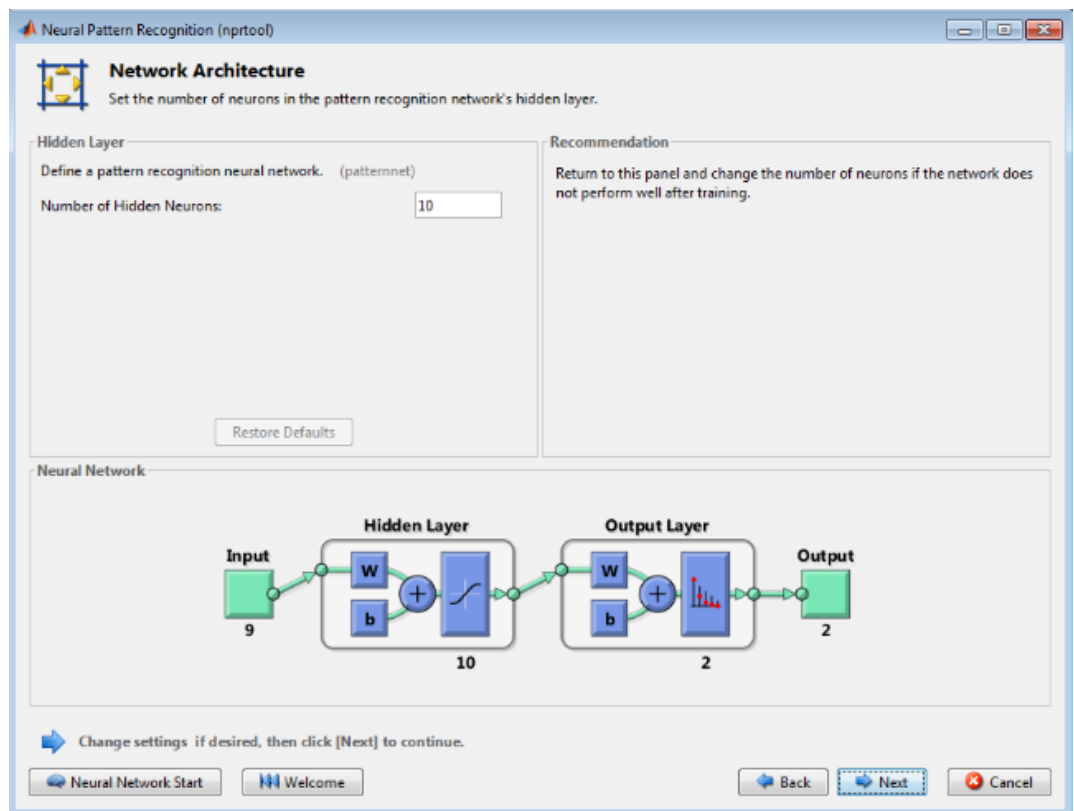 Neural Pattern Recognition (nprtool)
Network Architecture
Set the number of neurons in the pattern recognition network's hidden layer.
Hidden Layer
Define a pattern recognition neural network. (patternnet)
Number of Hidden Neurons: 10
Restore Defaults
Recommendation
Return to this panel and change the number of neurons if the network does
not perform well after training.
Neural Network
Hidden Layer
Output Layer
Input
Output
W
b
+
W
b
+
9
10
2
2
Change settings if desired, then click [Next] to continue.
Neural Network Start
Welcome
Back
Next
Cancel